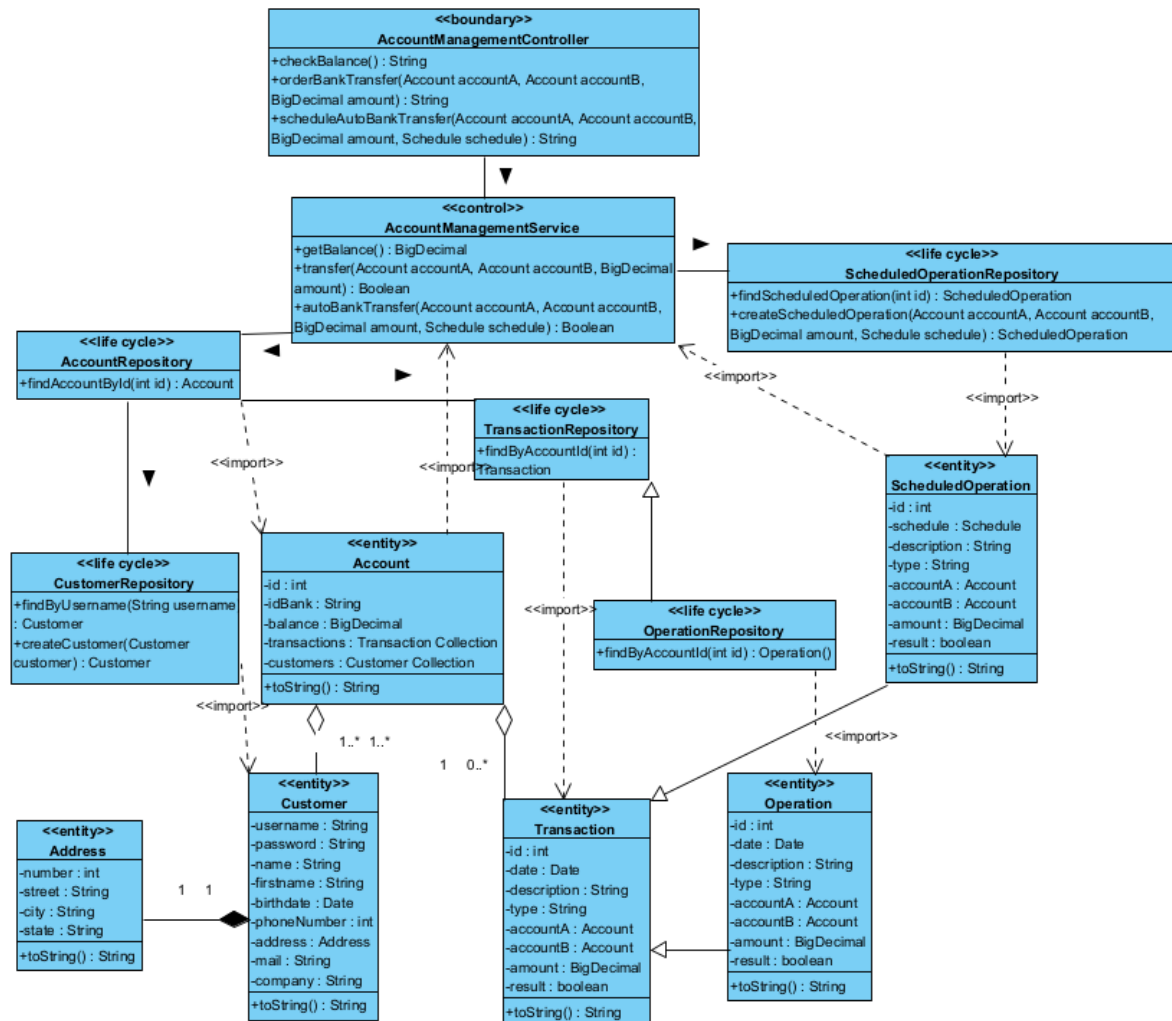 <<boundary>>
AccountManagementController
+checkBalance() : String
+orderBankTransfer(Account accountA, Account accountB,
BigDecimal amount) : String
+scheduleAutoBankTransfer(Account accountA, Account accountB,
BigDecimal amount, Schedule schedule) : String
<<control>>
AccountManagementService
+getBalance() : BigDecimal
+transfer(Account accountA, Account accountB, BigDecimal
amount) : Boolean
+autoBankTransfer(Account accountA, Account accountB,
BigDecimal amount, Schedule schedule) : Boolean
<<life cycle>>
ScheduledOperationRepository
+findScheduledOperation(int id) : ScheduledOperation
+createScheduledOperation(Account accountA, Account accountB,
BigDecimal amount, Schedule schedule) : ScheduledOperation
<<life cycle>>
AccountRepository
+findAccountById(int id) : Account
<<import>>
<<import>>
<<life cycle>>
TransactionRepository
+findByAccountId(int id) :
Transaction
<<import>>
<<import>>
<<entity>>
ScheduledOperation
-id : int
-schedule : Schedule
-description : String
-type : String
-accountA : Account
-accountB : Account
-amount : BigDecimal
-result : boolean
+toString() : String
<<life cycle>>
CustomerRepository
+findByUsername(String username
: Customer
+createCustomer(Customer
customer) : Customer
<<entity>>
Account
-id : int
-idBank : String
-balance : BigDecimal
-transactions : Transaction Collection
-customers : Customer Collection
+toString() : String
<<import>>
<<life cycle>>
OperationRepository
+findByAccountId(int id) : Operation()
<<import>>
<<import>>
1..* 1..*
1 0..*
<<entity>>
Address
-number : int
-street : String
-city : String
-state : String
+toString() : String
1 1
<<entity>>
Customer
-username : String
-password : String
-name : String
-firstname : String
-birthdate : Date
-phoneNumber : int
-address : Address
-mail : String
-company : String
+toString() : String
<<entity>>
Transaction
-id : int
-date : Date
-description : String
-type : String
-accountA : Account
-accountB : Account
-amount : BigDecimal
-result : boolean
+toString() : String
<<entity>>
Operation
-id : int
-date : Date
-description : String
-type : String
-accountA : Account
-accountB : Account
-amount : BigDecimal
-result : boolean
+toString() : String